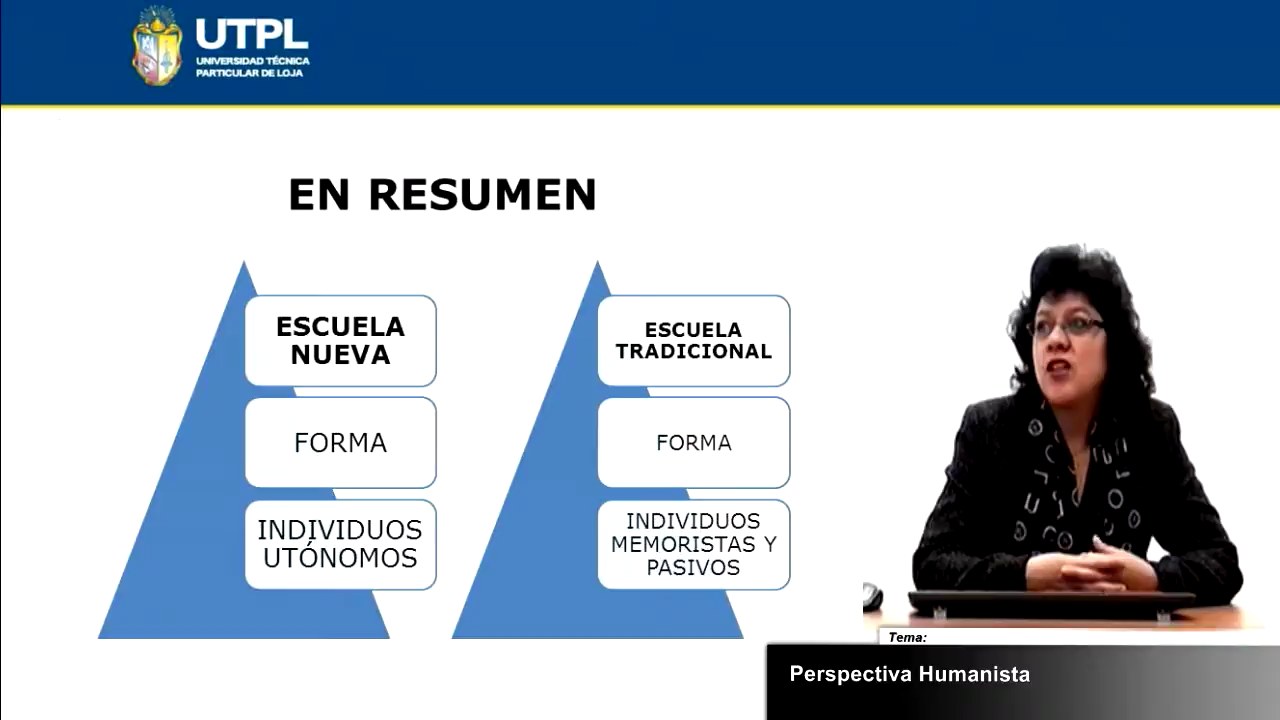 UTPL
UNIVERSIDAD TÉCNICA
PARTICULAR DE LOJA
EN RESUMEN
ESCUELA
NUEVA
FORMA
INDIVIDUOS
UTÓNOMOS
ESCUELA
TRADICIONAL
FORMA
INDIVIDUOS
MEMORISTAS Y
PASIVOS
Tema:
Perspectiva Humanista